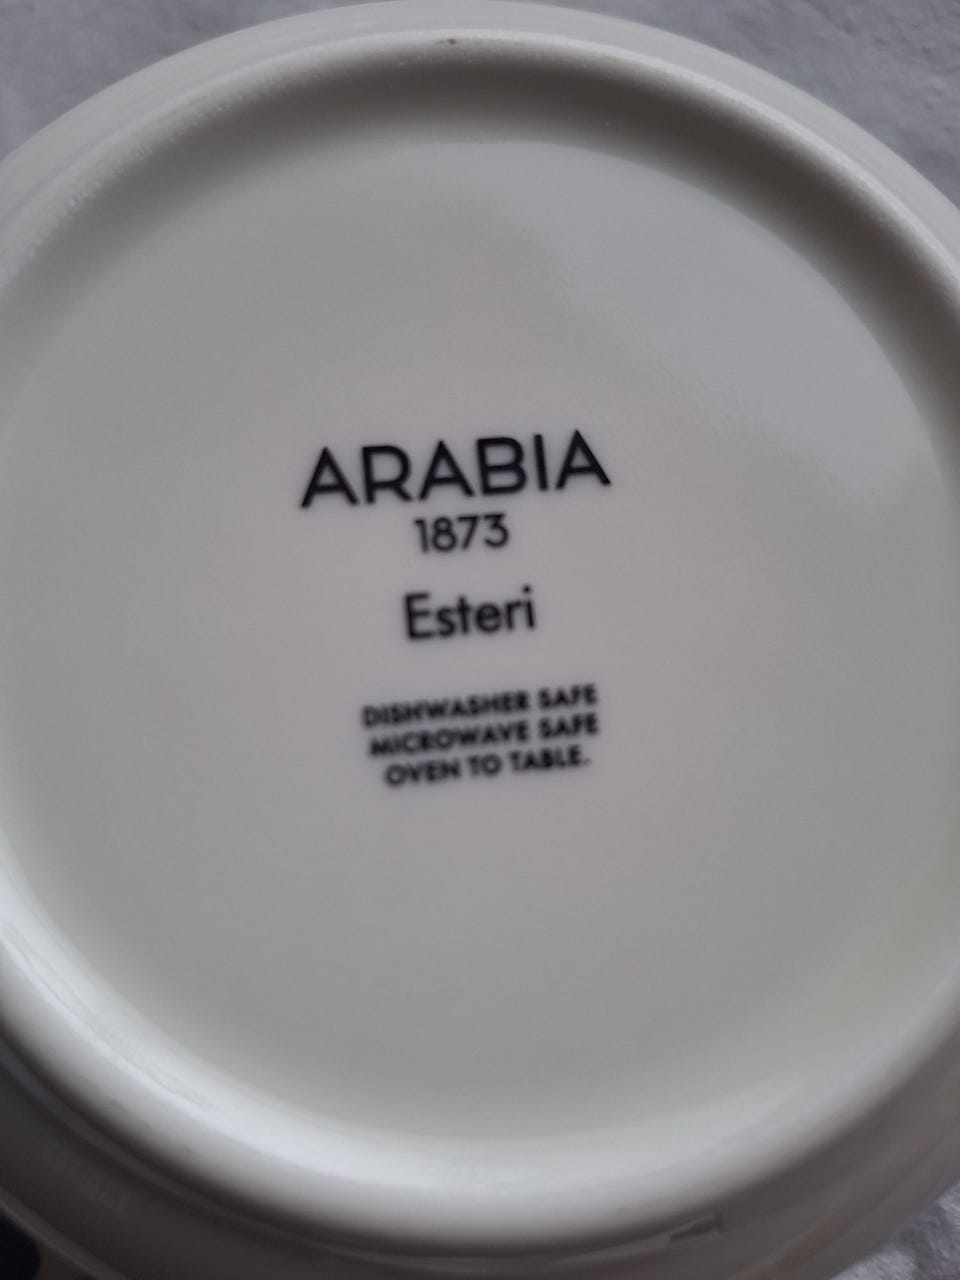 ARABIA
1873
Esteri
DISHWASHER SAFE
MICROWAVE SAFE
OVEN TO TABLE.